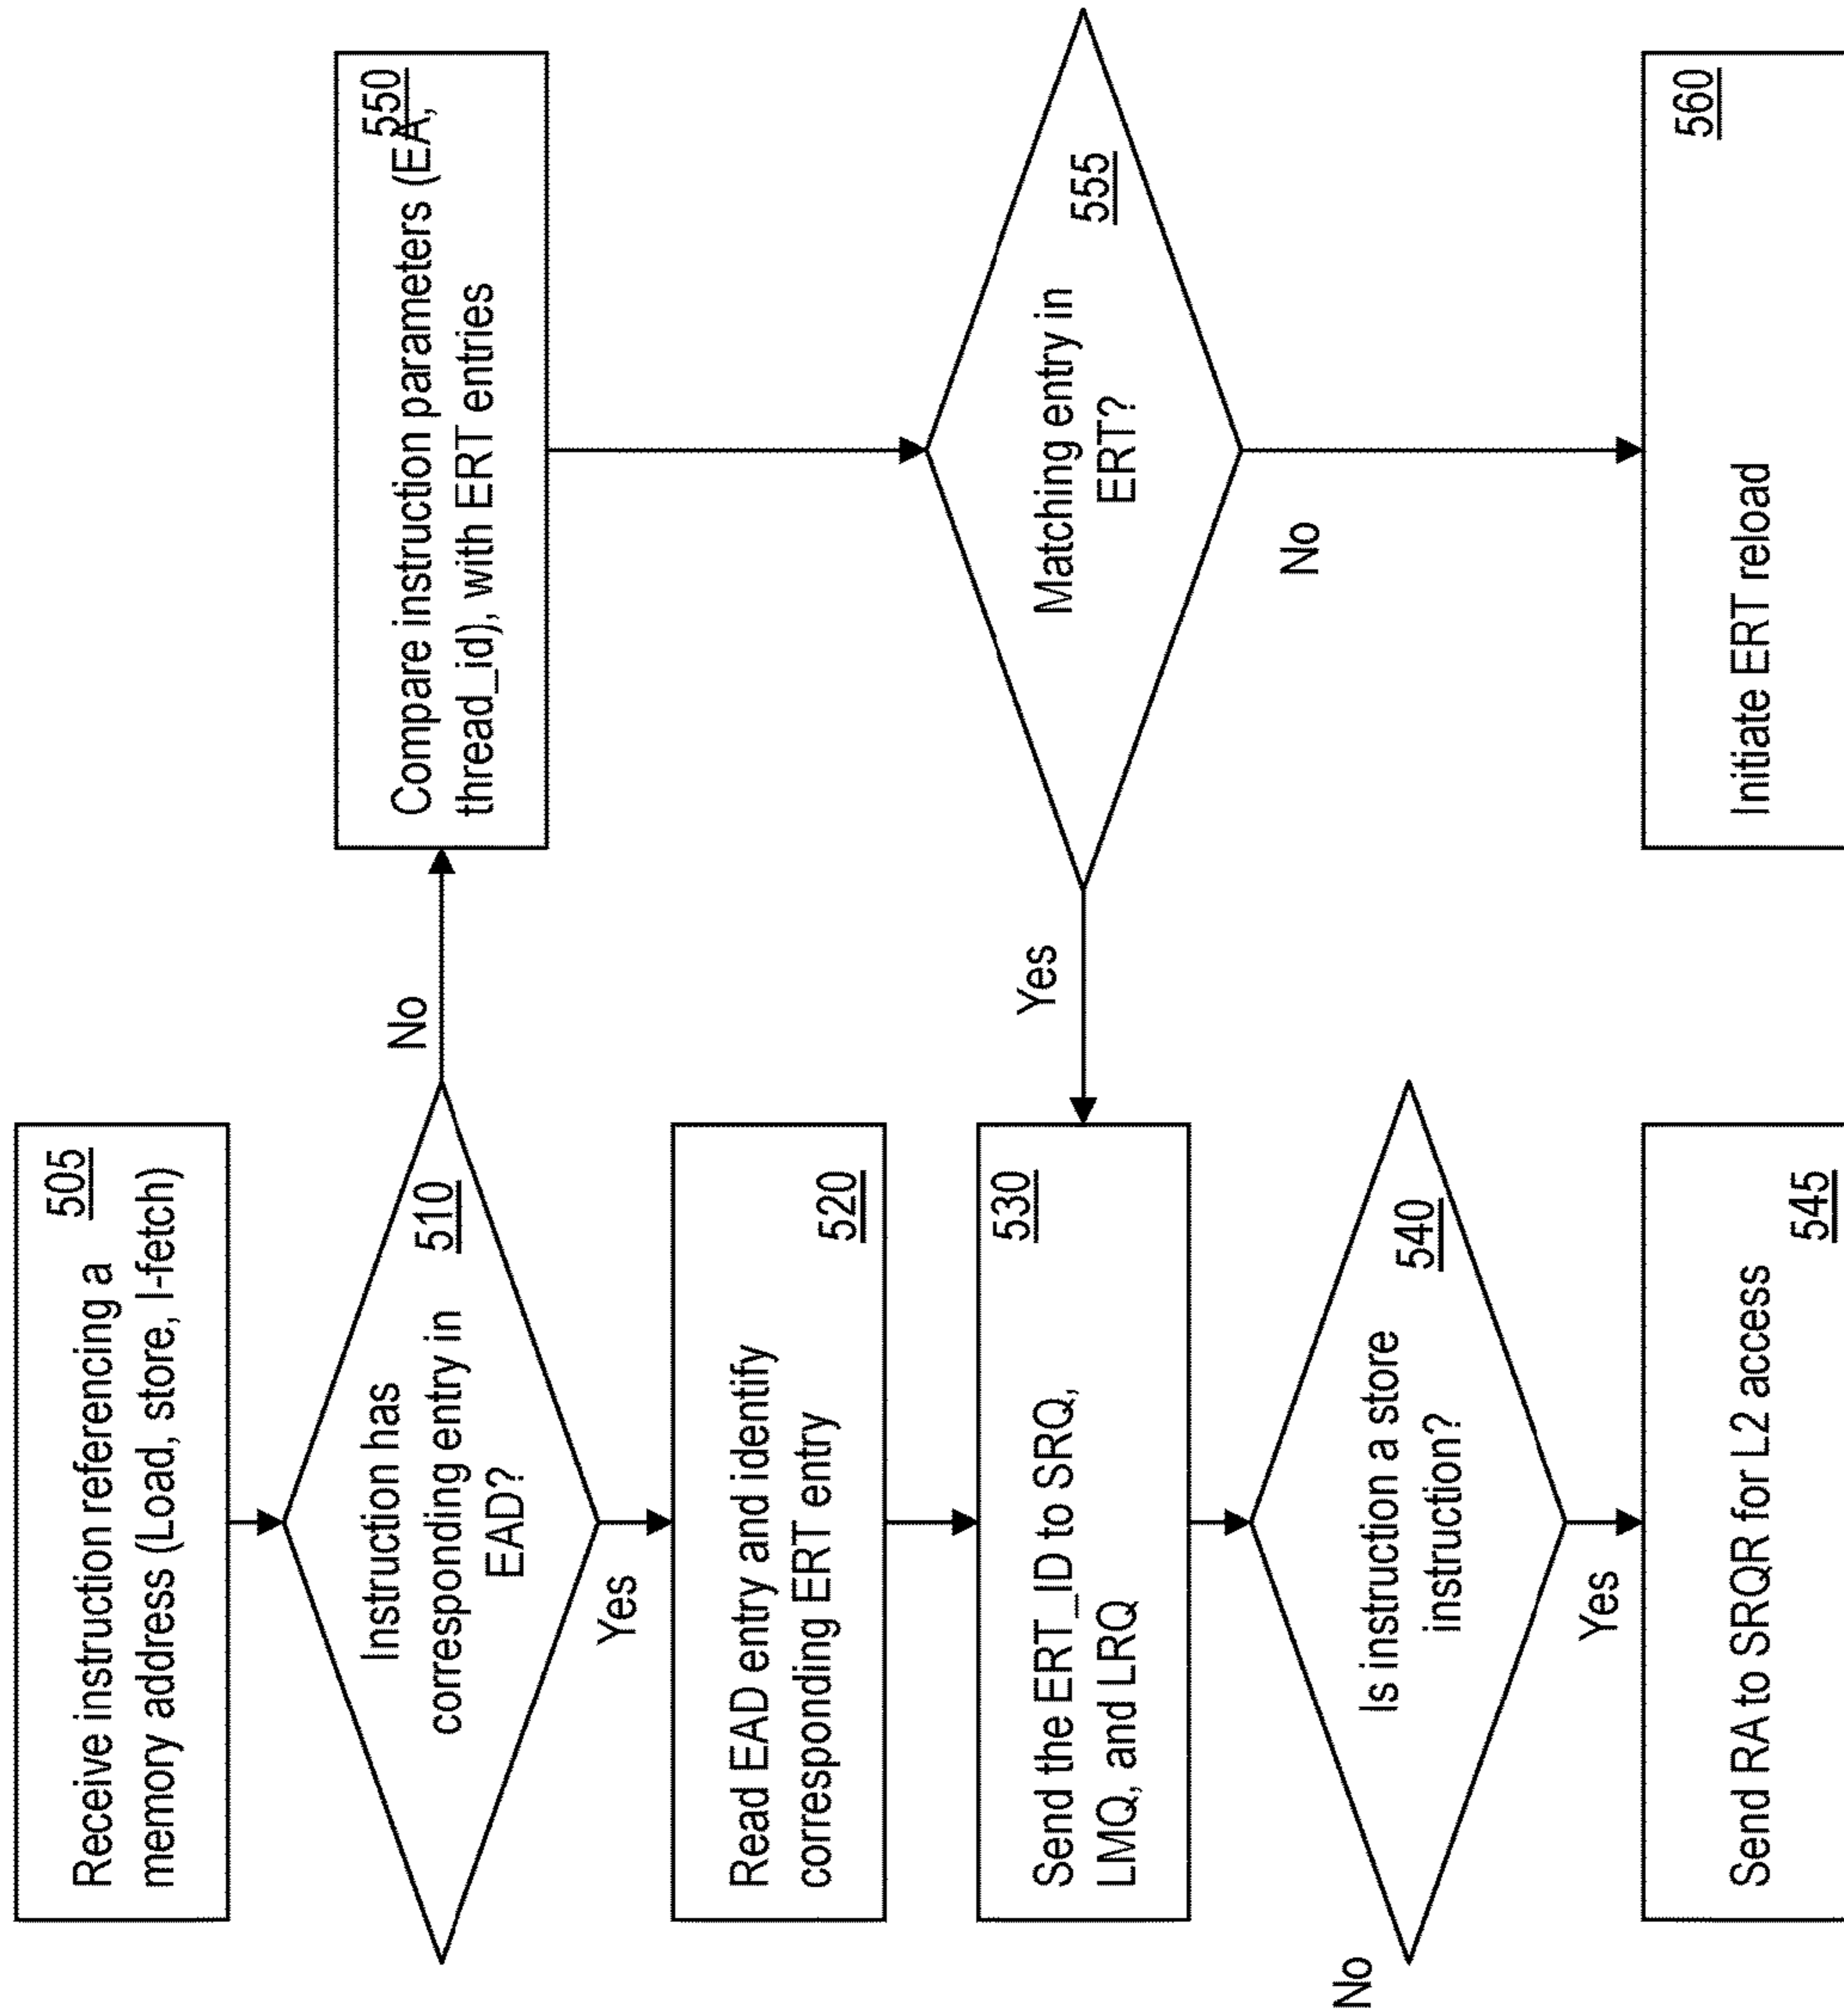 Receive instruction referencing a
505
memory address (Load, store, I-fetch)
Instruction has
510
corresponding entry in
EAD?
No
Yes
550
Compare instruction parameters (EA,
thread_id), with ERT entries
Read EAD entry and identify
corresponding ERT entry
520
Matching entry in
555
ERT?
Yes
No
530
Send the ERT_ID to SRQ,
LMQ, and LRQ
Is instruction a store
540
instruction?
No
Yes
Send RA to SRQR for L2 access
545
560
Initiate ERT reload